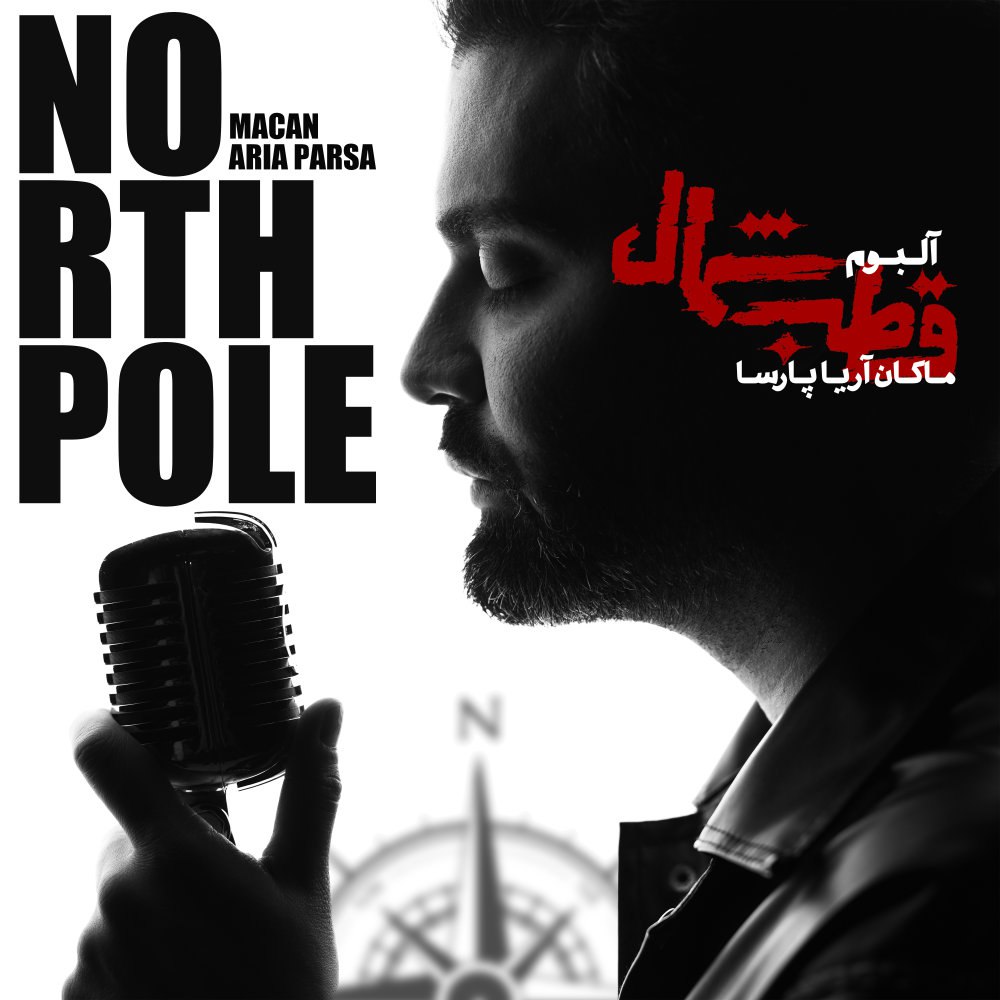 NO
RTH
POLE
MACAN
ARIA PARSA
آلبوم
قطب شمال
ماکان آریا پارسا
N